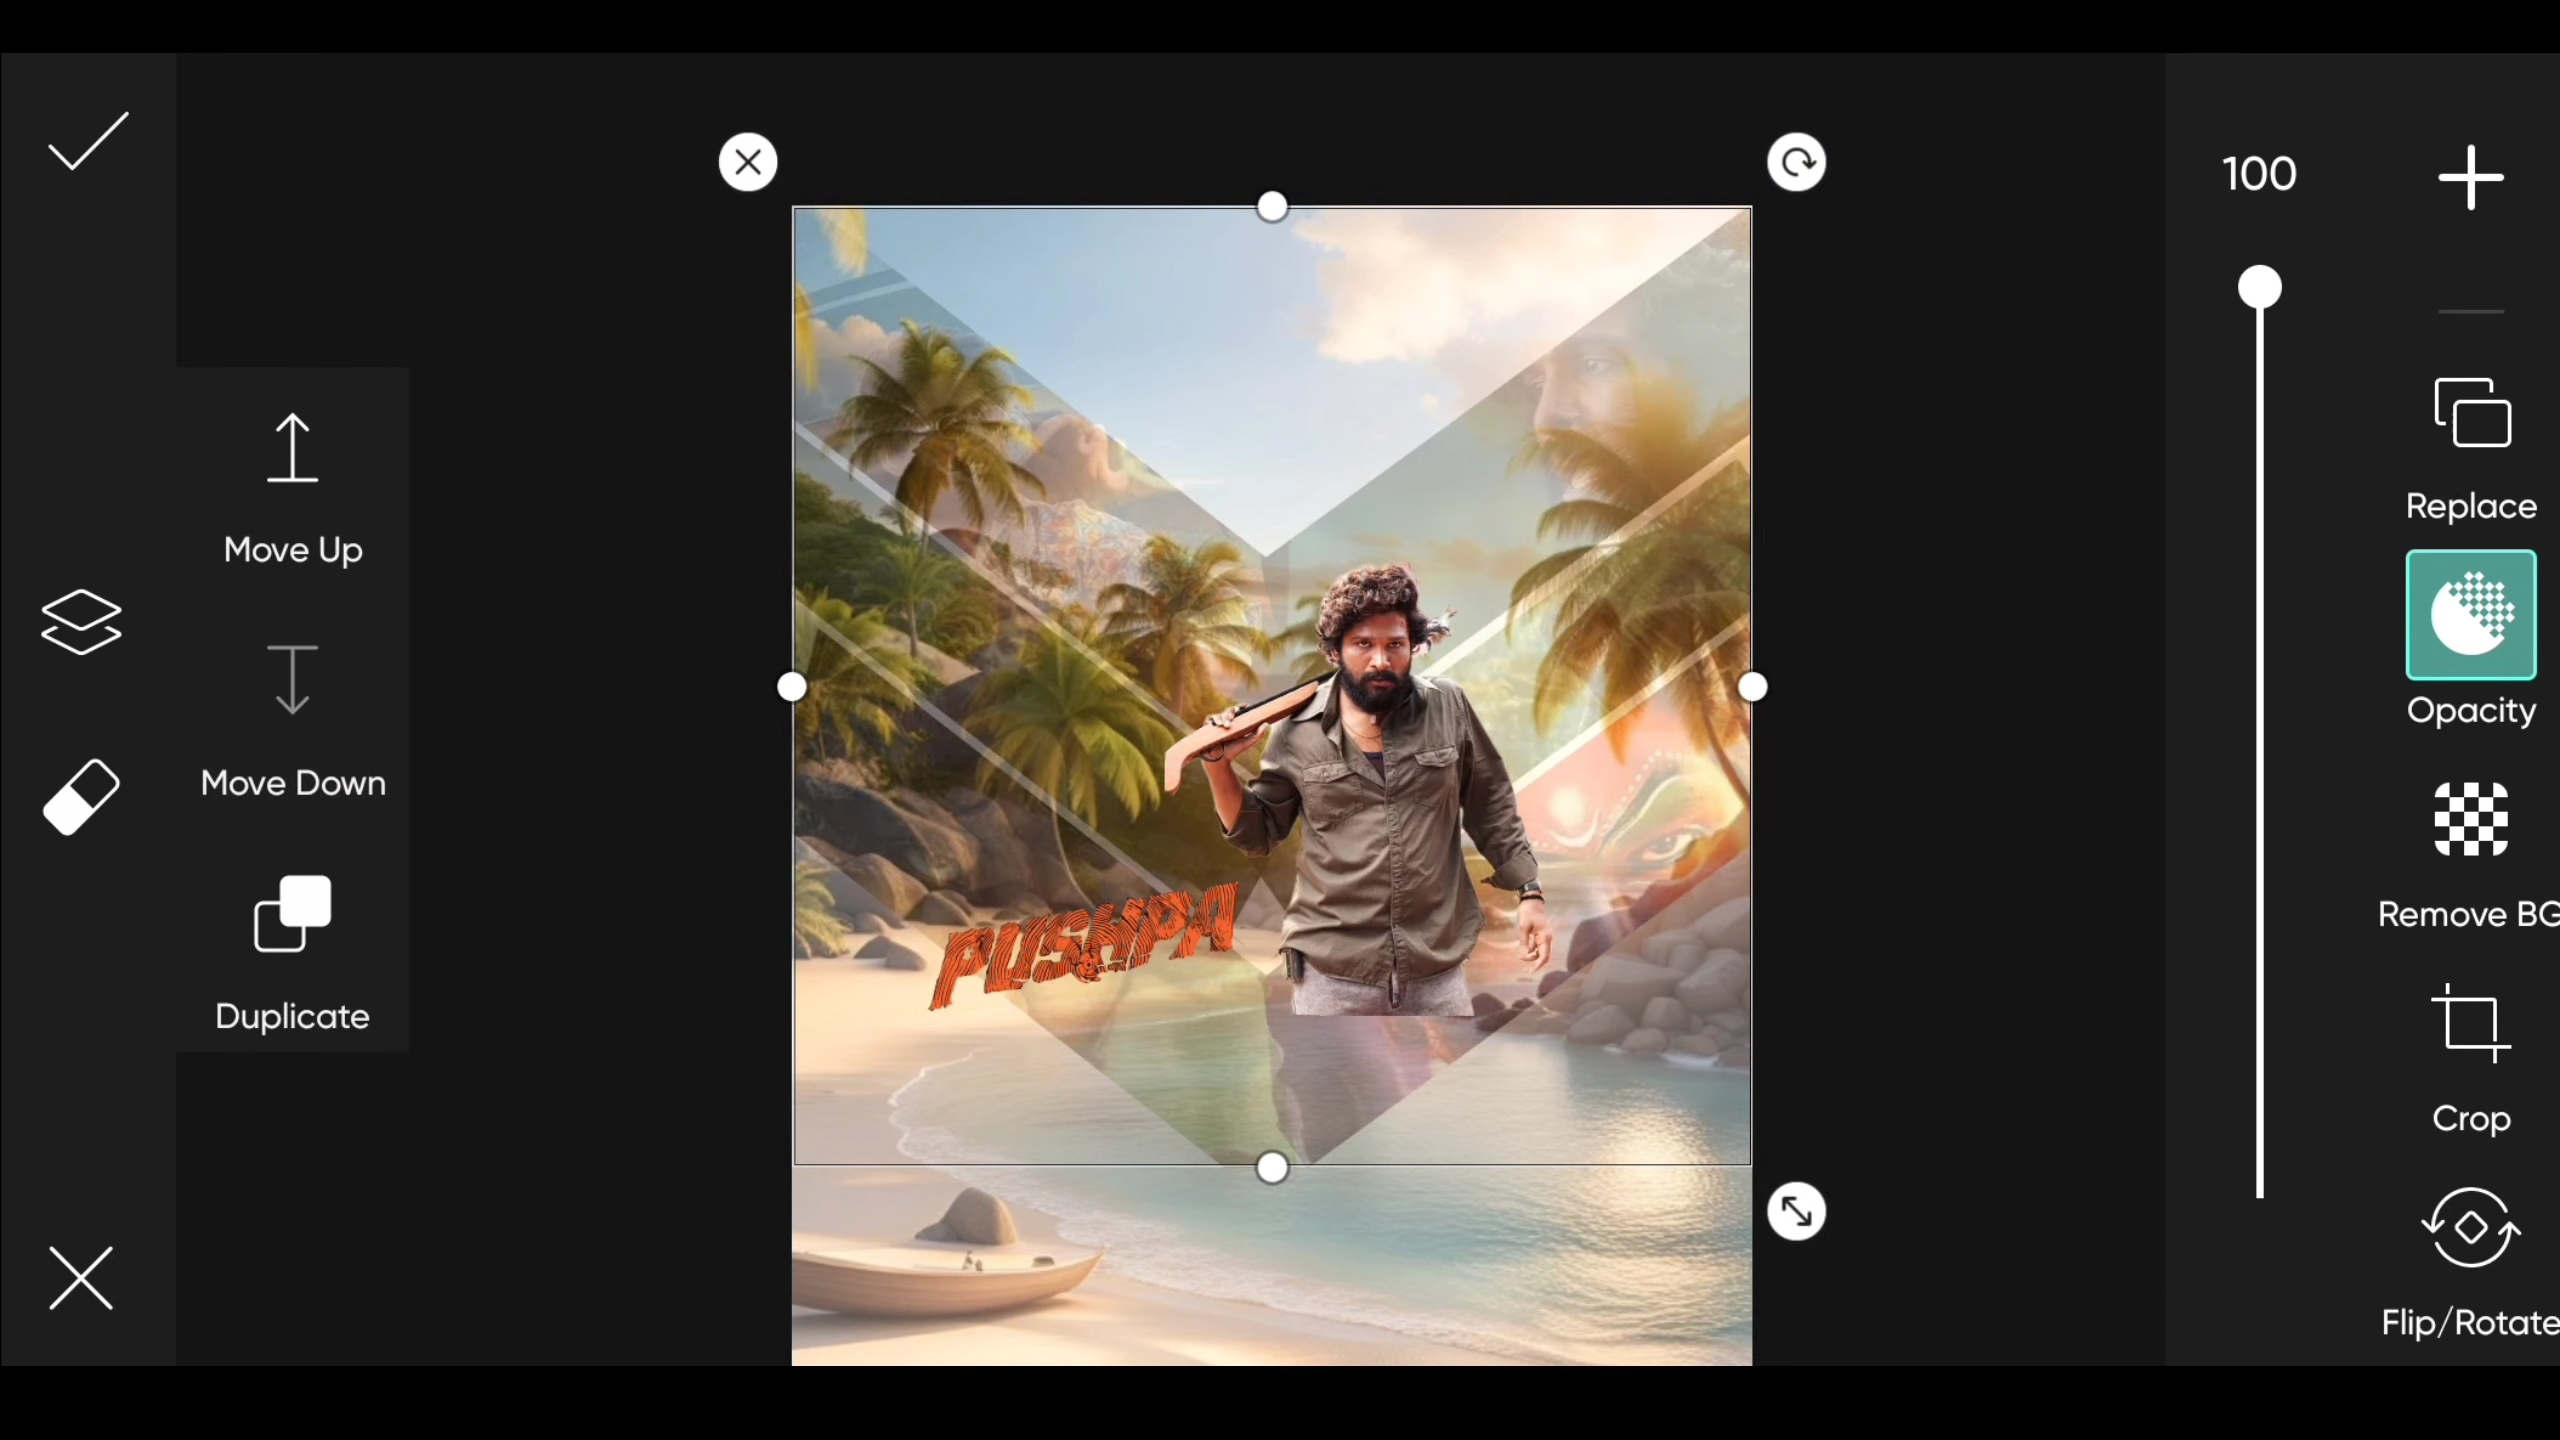 100
Replace
Move Up
Opacity
Move Down
Remove BG
PUSHPA
Duplicate
Crop
Flip/Rotate